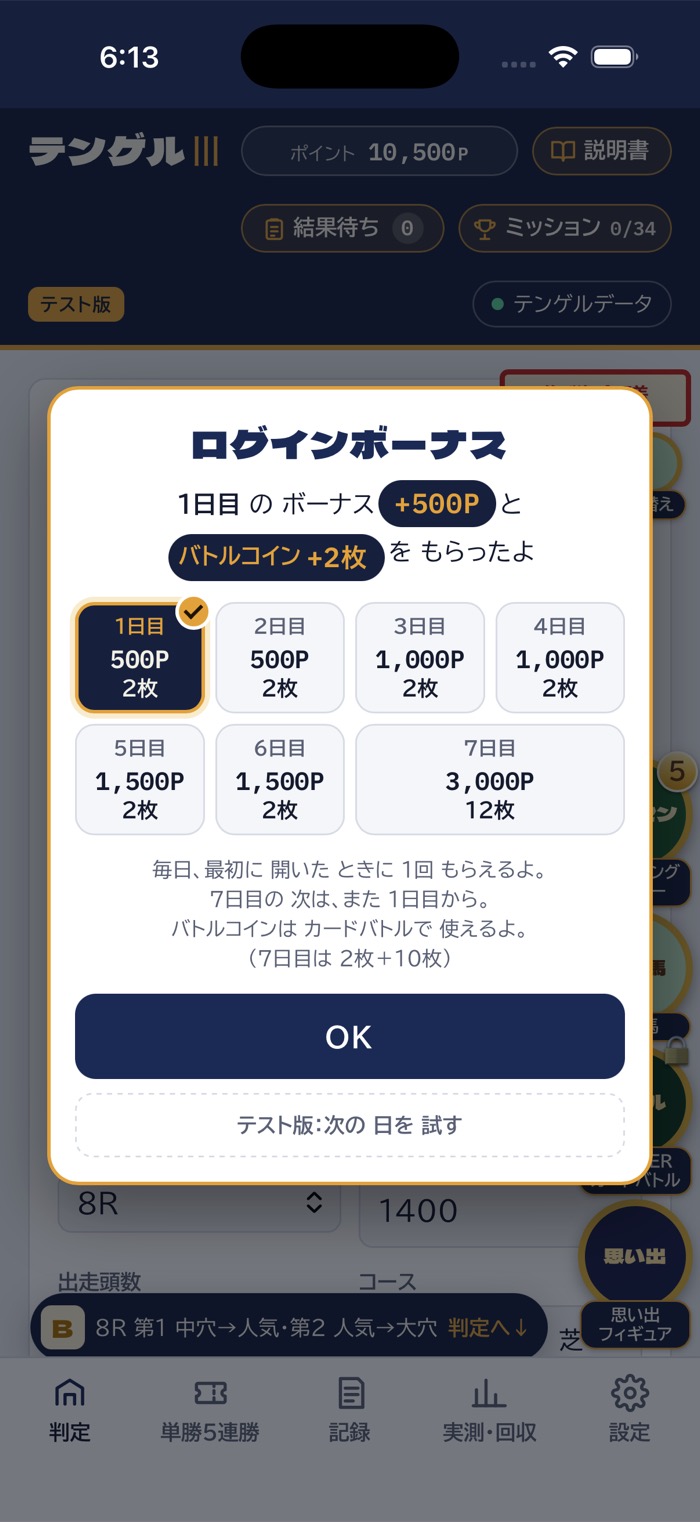 6:13
テンゲル
ポイント 10,500P
説明書
結果待ち 0
ミッション 0/34
テスト版
テンゲルデータ
ログインボーナス
1日目 の ボーナス +500P と
バトルコイン +2枚 を もらったよ
1日目
500P
2枚
2日目
500P
2枚
3日目
1,000P
2枚
4日目
1,000P
2枚
5日目
1,500P
2枚
6日目
1,500P
2枚
7日目
3,000P
12枚
5
毎日、最初に 開いた ときに 1回 もらえるよ。
7日目の 次は、また 1日目から。
バトルコインは カードバトルで 使えるよ。
(7日目は 2枚+10枚)
OK
テスト版:次の 日を 試す
8R
1400
思い出
思い出
フィギュア
出走頭数
コース
B 8R 第1 中穴→人気・第2 人気→大穴 判定へ↓
芝
判定
単勝5連勝
記録
実測・回収
設定